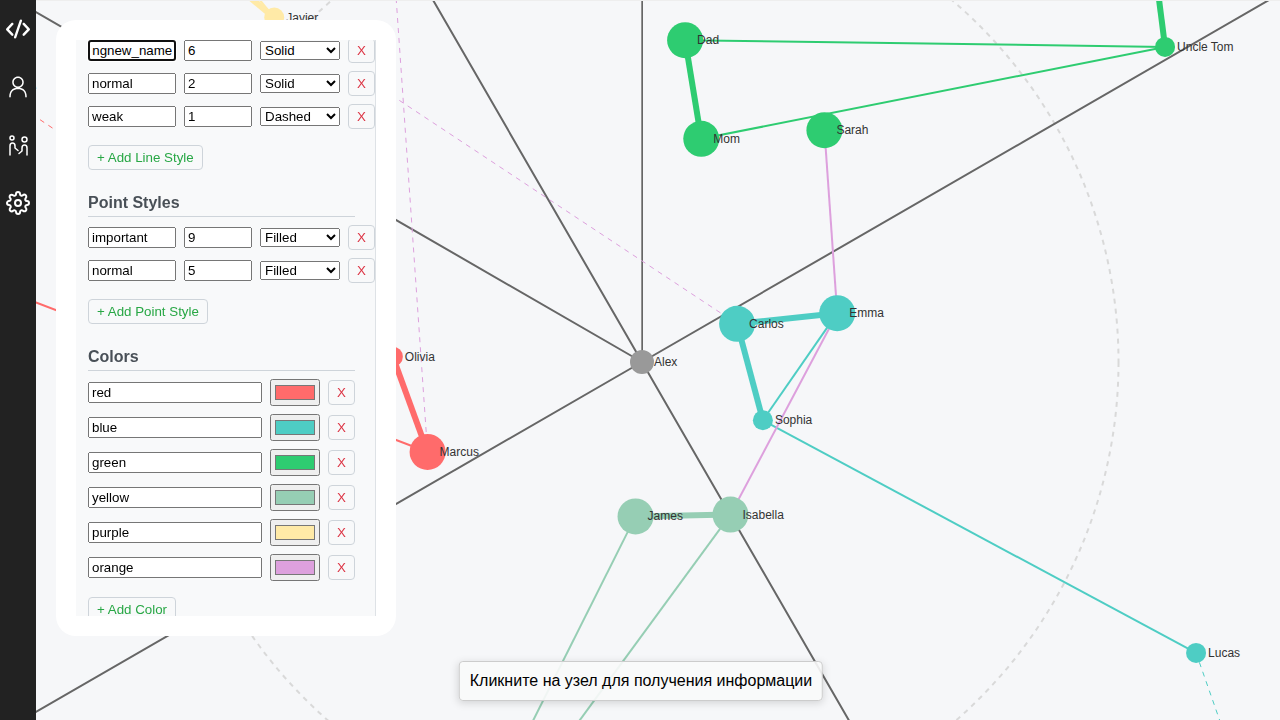 Javier
ngnew_name 6 Solid X
normal 2 Solid X
weak 1 Dashed X
+ Add Line Style
Point Styles
important 9 Filled X
normal 5 Filled X
+ Add Point Style
Colors
red X
blue X
green X
yellow X
purple X
orange X
+ Add Color
Dad
Uncle Tom
Mom
Sarah
Carlos
Emma
Olivia
Alex
Sophia
Marcus
James
Isabella
Lucas
Кликните на узел для получения информации